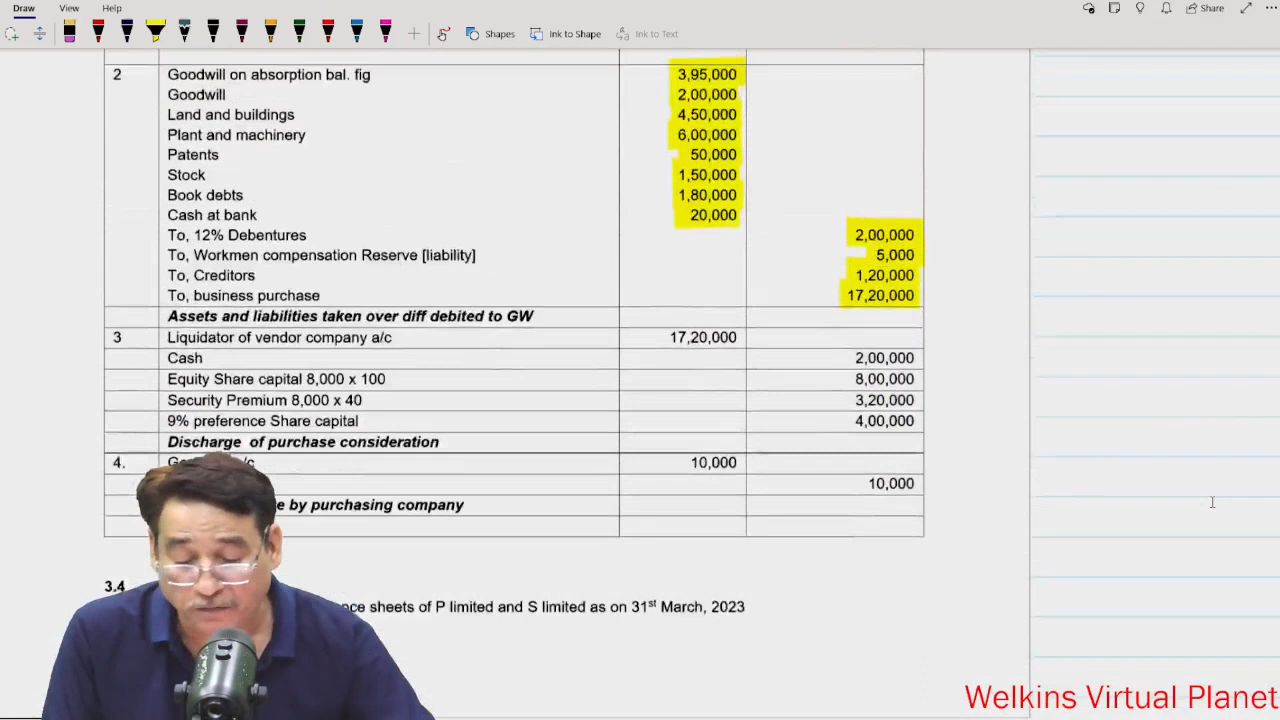 Draw View Help
Share
Shapes Ink to Shape Ink to Text
2 Goodwill on absorption bal. fig 3,95,000
Goodwill 2,00,000
Land and buildings 4,50,000
Plant and machinery 6,00,000
Patents 50,000
Stock 1,50,000
Book debts 1,80,000
Cash at bank 20,000
To, 12% Debentures 2,00,000
To, Workmen compensation Reserve [liability] 5,000
To, Creditors 1,20,000
To, business purchase 17,20,000
Assets and liabilities taken over diff debited to GW
3 Liquidator of vendor company a/c 17,20,000
Cash 2,00,000
Equity Share capital 8,000 x 100 8,00,000
Security Premium 8,000 x 40 3,20,000
9% preference Share capital 4,00,000
Discharge of purchase consideration
4. 10,000
10,000
by purchasing company
3.4
sheets of P limited and S limited as on 31st March, 2023
Welkins Virtual Planet